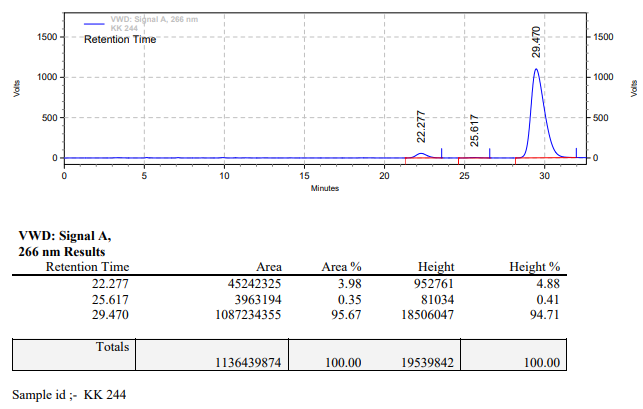 VWD: Signal A, 266 nm
KK 244
Retention Time
1500
1000
500
0
Volts
22.277
25.617
29.470
1500
1000
500
0
Volts
0 5 10 15 20 25 30
Minutes
VWD: Signal A,
266 nm Results
Retention Time Area Area % Height Height %
22.277 45242325 3.98 952761 4.88
25.617 3963194 0.35 81034 0.41
29.470 1087234355 95.67 18506047 94.71
Totals
1136439874 100.00 19539842 100.00
Sample id ;- KK 244